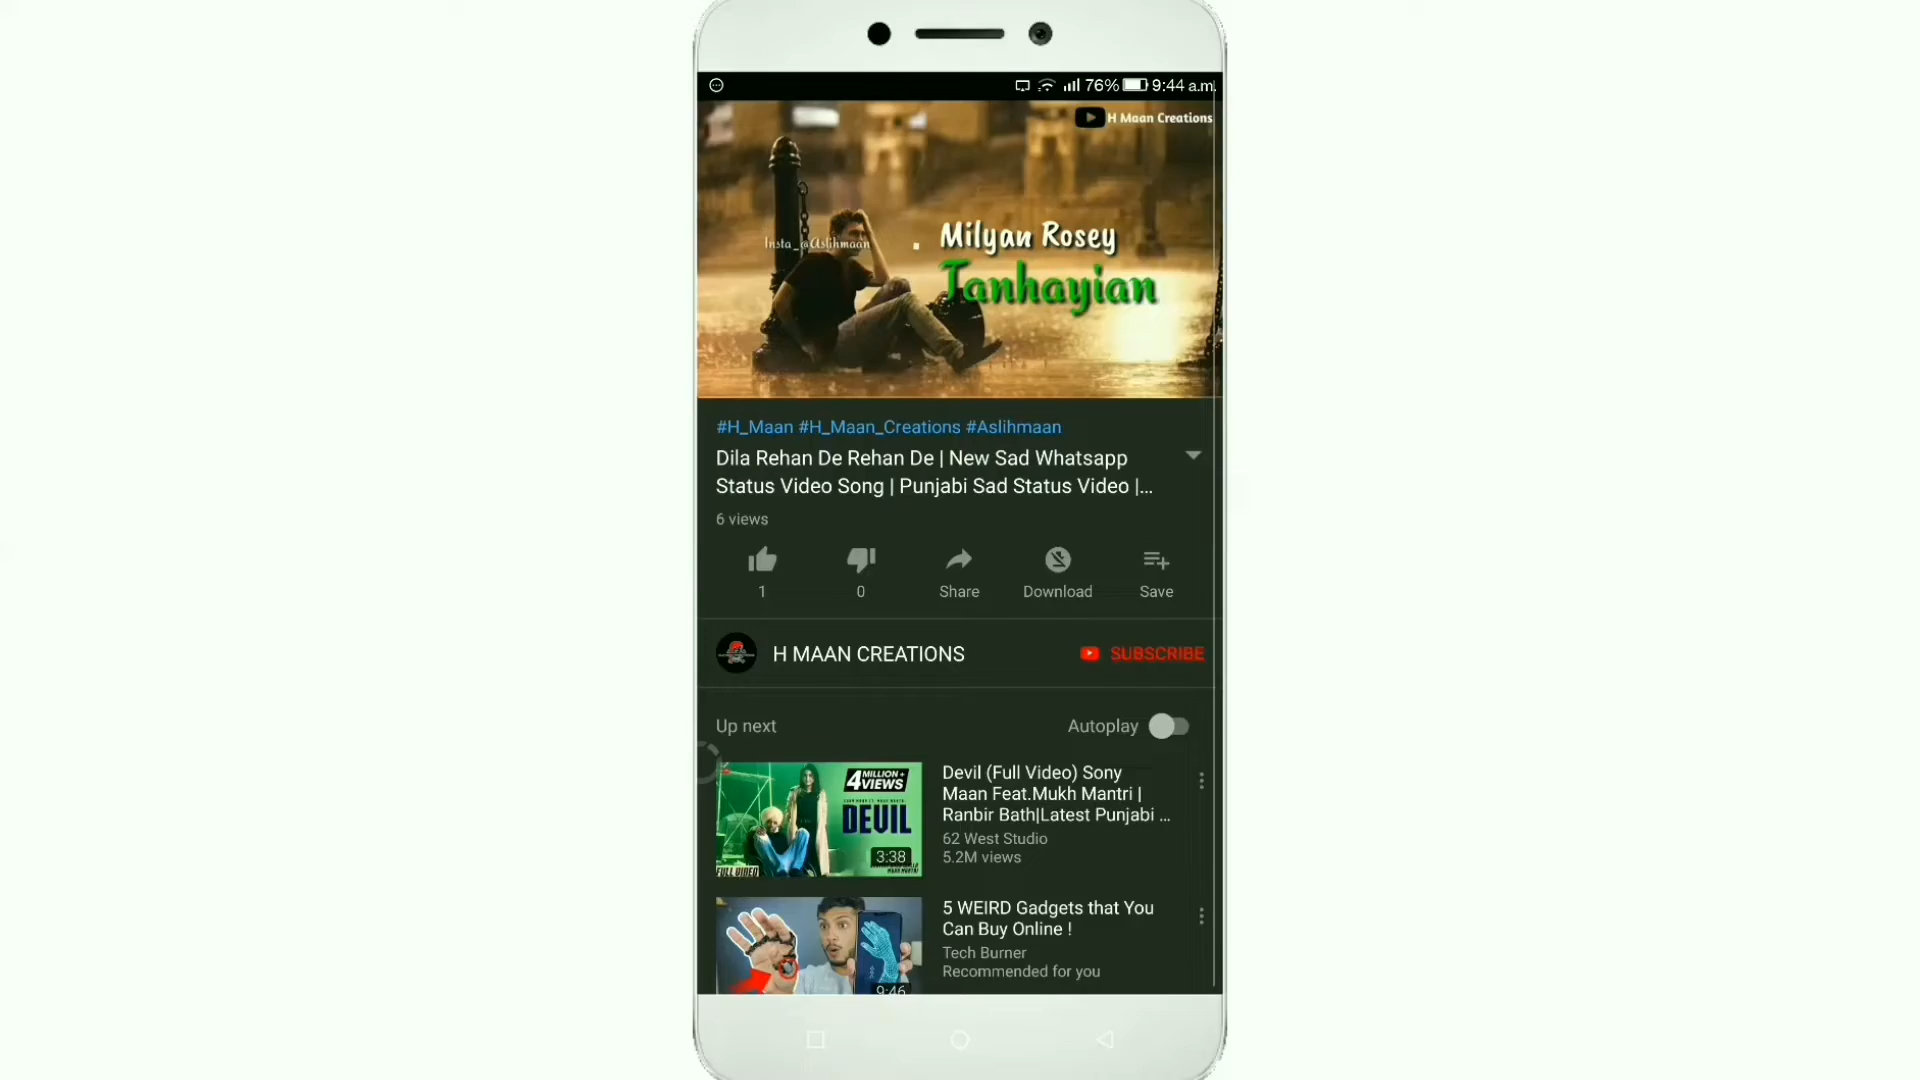 76% 9:44 a.m.
H Maan Creations
Insta_@Aslihmaan
Milyan Rosey
Tanhayian
#H_Maan #H_Maan_Creations #Aslihmaan
Dila Rehan De Rehan De | New Sad Whatsapp
Status Video Song | Punjabi Sad Status Video |...
6 views
1
0
Share
Download
Save
H MAAN CREATIONS
SUBSCRIBE
Up next
Autoplay
4 MILLION+
VIEWS
DEVIL
3:38
FULL VIDEO
Devil (Full Video) Sony
Maan Feat.Mukh Mantri |
Ranbir Bath|Latest Punjabi ...
62 West Studio
5.2M views
9:46
5 WEIRD Gadgets that You
Can Buy Online !
Tech Burner
Recommended for you